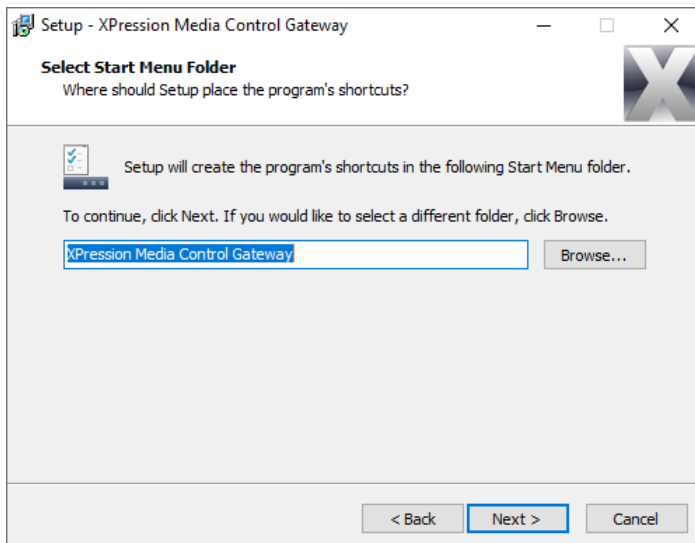 Setup - XPression Media Control Gateway
Select Start Menu Folder
Where should Setup place the program's shortcuts?
Setup will create the program's shortcuts in the following Start Menu folder.
To continue, click Next. If you would like to select a different folder, click Browse.
XPression Media Control Gateway
Browse...
< Back
Next >
Cancel